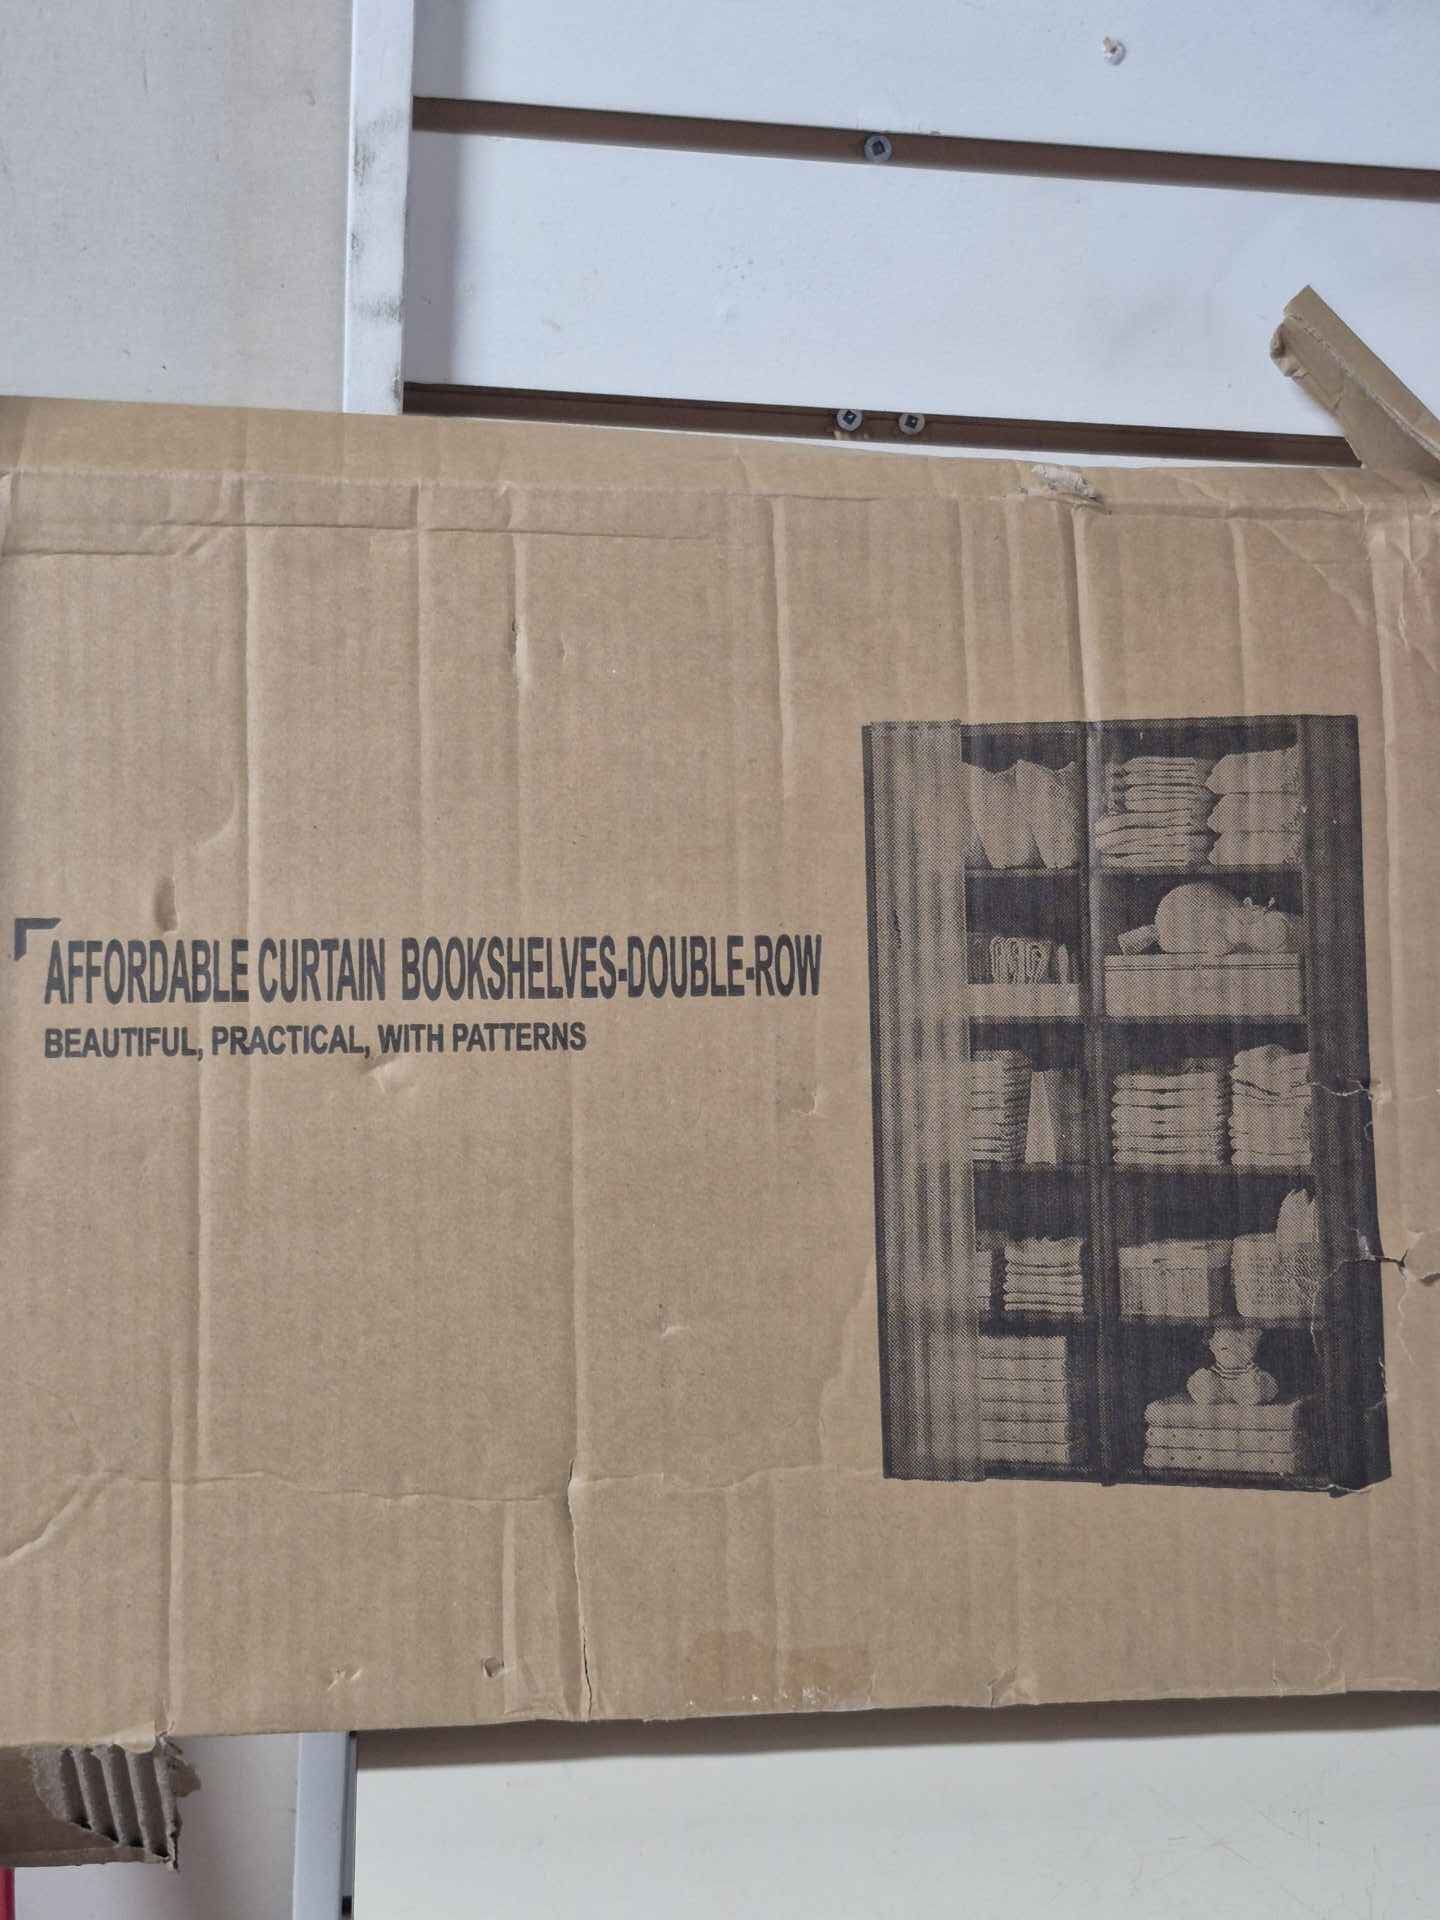 AFFORDABLE CURTAIN BOOKSHELVES-DOUBLE-ROW
BEAUTIFUL, PRACTICAL, WITH PATTERNS